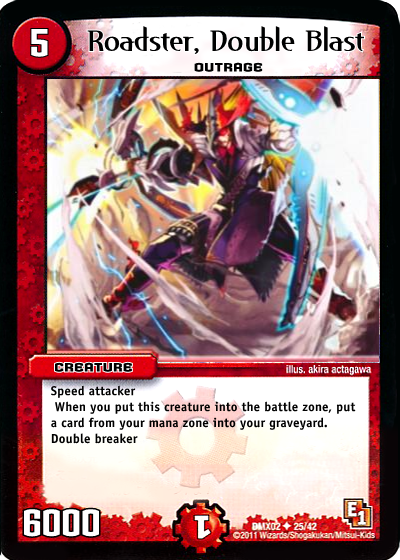 5
Roadster, Double Blast
OUTRAGE
CREATURE
illus. akira actagawa
Speed attacker
When you put this creature into the battle zone, put
a card from your mana zone into your graveyard.
Double breaker
6000
1
DMX02 ♦ 25/42
©2011 Wizards/Shogakukan/Mitsui-Kids
E1